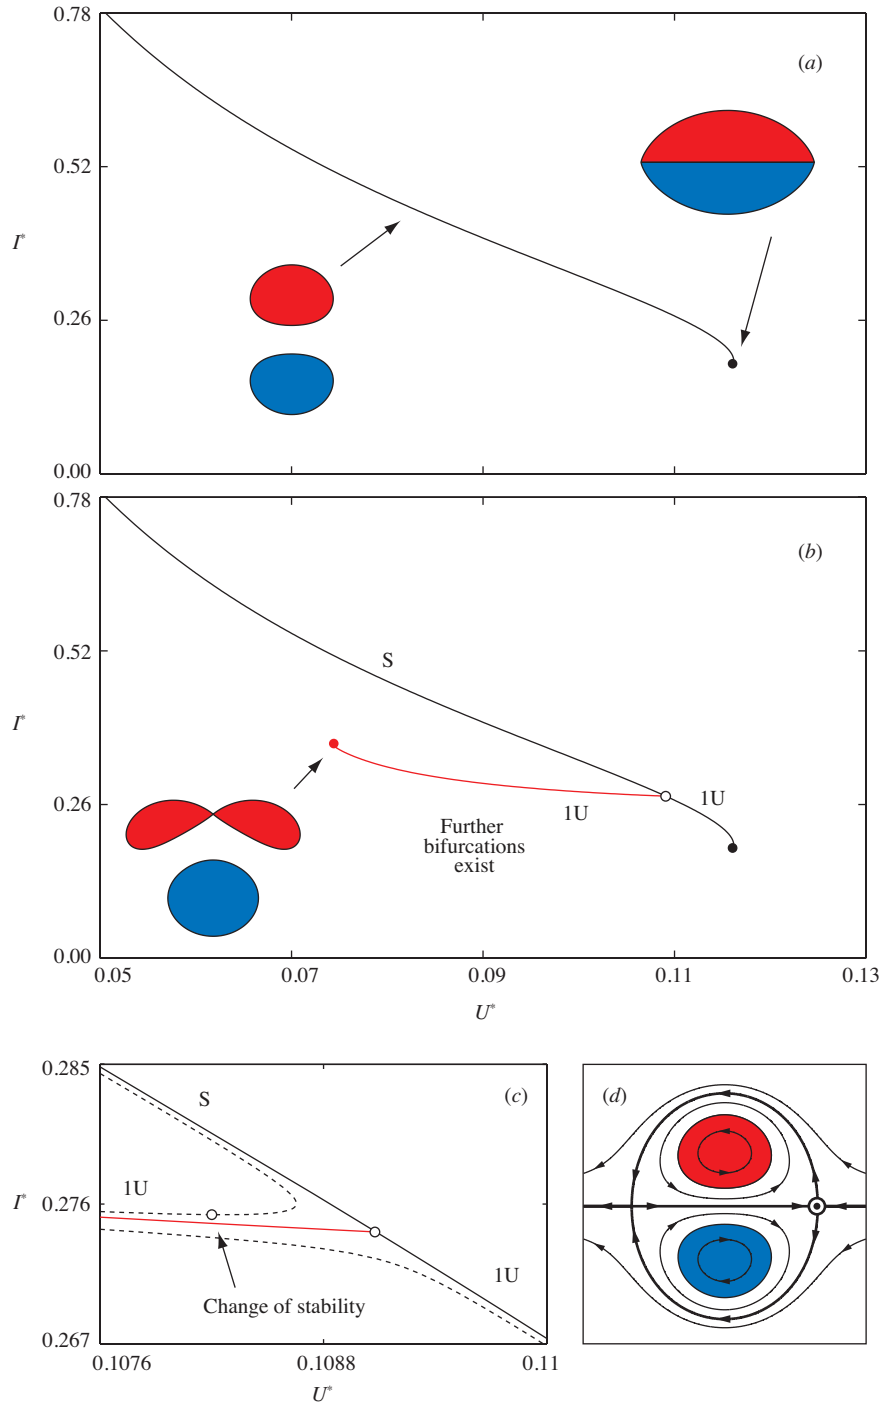 0.78
(a)
0.52
I*
0.26
0.00
0.78
(b)
S
0.52
I*
0.26
1U
1U
Further
bifurcations
exist
0.00
0.05
0.07
0.09
0.11
0.13
U*
0.285
S
(c)
(d)
1U
I*
0.276
1U
Change of stability
0.267
0.1076
0.1088
0.11
U*